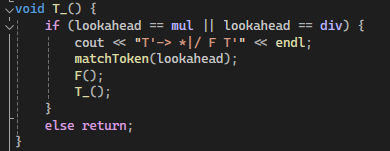 void T_() {
if (lookahead == mul || lookahead == div) {
cout << "T'-> *|/ F T'" << endl;
matchToken(lookahead);
F();
T_();
}
else return;
}